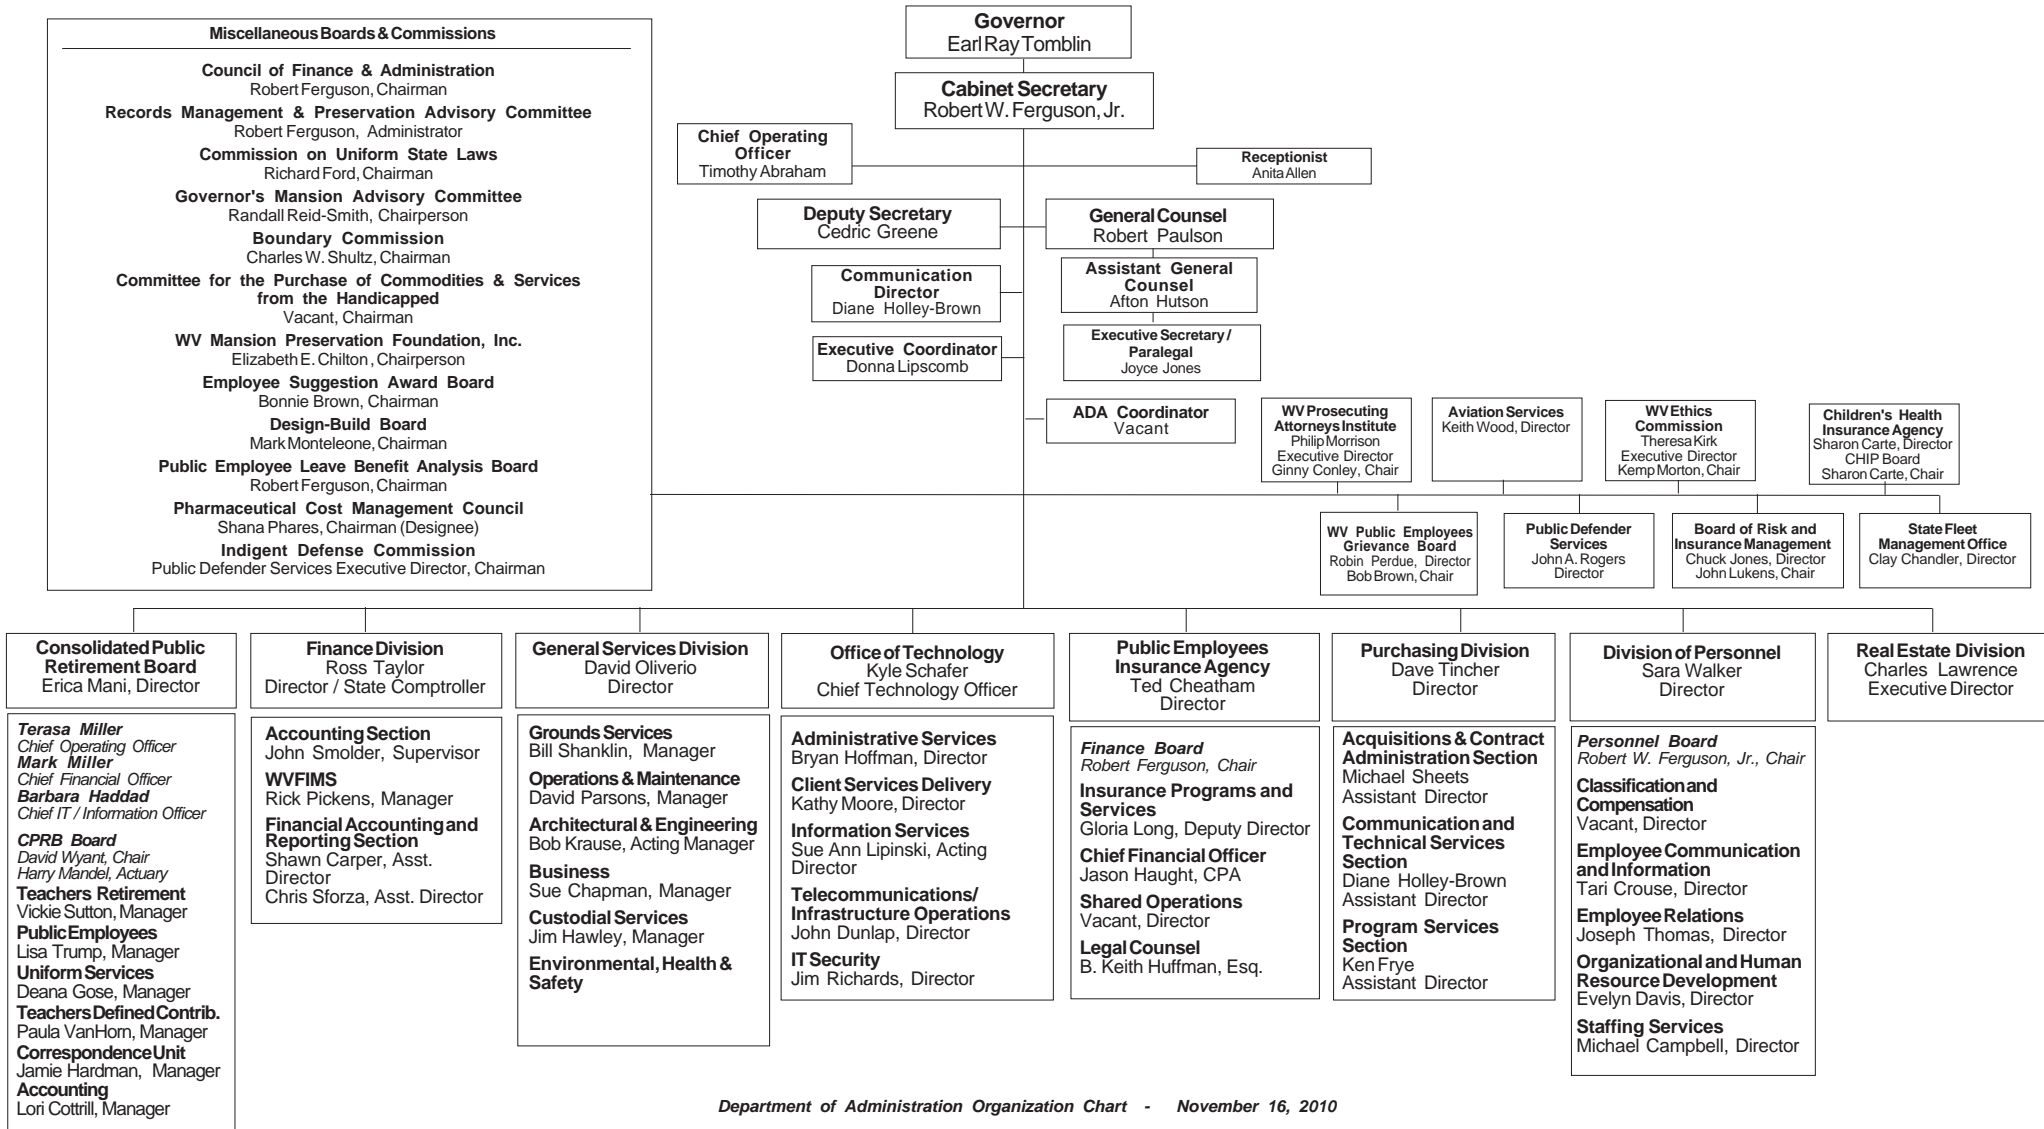 Miscellaneous Boards & Commissions
Council of Finance & Administration
Robert Ferguson, Chairman
Records Management & Preservation Advisory Committee
Robert Ferguson, Administrator
Commission on Uniform State Laws
Richard Ford, Chairman
Governor's Mansion Advisory Committee
Randall Reid-Smith, Chairperson
Boundary Commission
Charles W. Shultz, Chairman
Committee for the Purchase of Commodities & Services
from the Handicapped
Vacant, Chairman
WV Mansion Preservation Foundation, Inc.
Elizabeth E. Chilton, Chairperson
Employee Suggestion Award Board
Bonnie Brown, Chairman
Design-Build Board
Mark Monteleone, Chairman
Public Employee Leave Benefit Analysis Board
Robert Ferguson, Chairman
Pharmaceutical Cost Management Council
Shana Phares, Chairman (Designee)
Indigent Defense Commission
Public Defender Services Executive Director, Chairman
Governor
Earl Ray Tomblin
Cabinet Secretary
Robert W. Ferguson, Jr.
Chief Operating
Officer
Timothy Abraham
Receptionist
Anita Allen
Deputy Secretary
Cedric Greene
General Counsel
Robert Paulson
Communication
Director
Diane Holley-Brown
Assistant General
Counsel
Afton Hutson
Executive Coordinator
Donna Lipscomb
Executive Secretary /
Paralegal
Joyce Jones
ADA Coordinator
Vacant
WV Prosecuting
Attorneys Institute
Philip Morrison
Executive Director
Ginny Conley, Chair
Aviation Services
Keith Wood, Director
WV Ethics
Commission
Theresa Kirk
Executive Director
Kemp Morton, Chair
Children's Health
Insurance Agency
Sharon Carte, Director
CHIP Board
Sharon Carte, Chair
WV Public Employees
Grievance Board
Robin Perdue, Director
Bob Brown, Chair
Public Defender
Services
John A. Rogers
Director
Board of Risk and
Insurance Management
Chuck Jones, Director
John Lukens, Chair
State Fleet
Management Office
Clay Chandler, Director
Consolidated Public
Retirement Board
Erica Mani, Director
Terasa Miller
Chief Operating Officer
Mark Miller
Chief Financial Officer
Barbara Haddad
Chief IT / Information Officer
CPRB Board
David Wyant, Chair
Harry Mandel, Actuary
Teachers Retirement
Vickie Sutton, Manager
Public Employees
Lisa Trump, Manager
Uniform Services
Deana Gose, Manager
Teachers Defined Contrib.
Paula VanHorn, Manager
Correspondence Unit
Jamie Hardman, Manager
Accounting
Lori Cottrill, Manager
Finance Division
Ross Taylor
Director / State Comptroller
Accounting Section
John Smolder, Supervisor
WVFIMS
Rick Pickens, Manager
Financial Accounting and
Reporting Section
Shawn Carper, Asst.
Director
Chris Sforza, Asst. Director
General Services Division
David Oliverio
Director
Grounds Services
Bill Shanklin, Manager
Operations & Maintenance
David Parsons, Manager
Architectural & Engineering
Bob Krause, Acting Manager
Business
Sue Chapman, Manager
Custodial Services
Jim Hawley, Manager
Environmental, Health &
Safety
Office of Technology
Kyle Schafer
Chief Technology Officer
Administrative Services
Bryan Hoffman, Director
Client Services Delivery
Kathy Moore, Director
Information Services
Sue Ann Lipinski, Acting
Director
Telecommunications/
Infrastructure Operations
John Dunlap, Director
IT Security
Jim Richards, Director
Public Employees
Insurance Agency
Ted Cheatham
Director
Finance Board
Robert Ferguson, Chair
Insurance Programs and
Services
Gloria Long, Deputy Director
Chief Financial Officer
Jason Haught, CPA
Shared Operations
Vacant, Director
Legal Counsel
B. Keith Huffman, Esq.
Purchasing Division
Dave Tincher
Director
Acquisitions & Contract
Administration Section
Michael Sheets
Assistant Director
Communication and
Technical Services
Section
Diane Holley-Brown
Assistant Director
Program Services
Section
Ken Frye
Assistant Director
Division of Personnel
Sara Walker
Director
Personnel Board
Robert W. Ferguson, Jr., Chair
Classification and
Compensation
Vacant, Director
Employee Communication
and Information
Tari Crouse, Director
Employee Relations
Joseph Thomas, Director
Organizational and Human
Resource Development
Evelyn Davis, Director
Staffing Services
Michael Campbell, Director
Real Estate Division
Charles Lawrence
Executive Director
Department of Administration Organization Chart - November 16, 2010